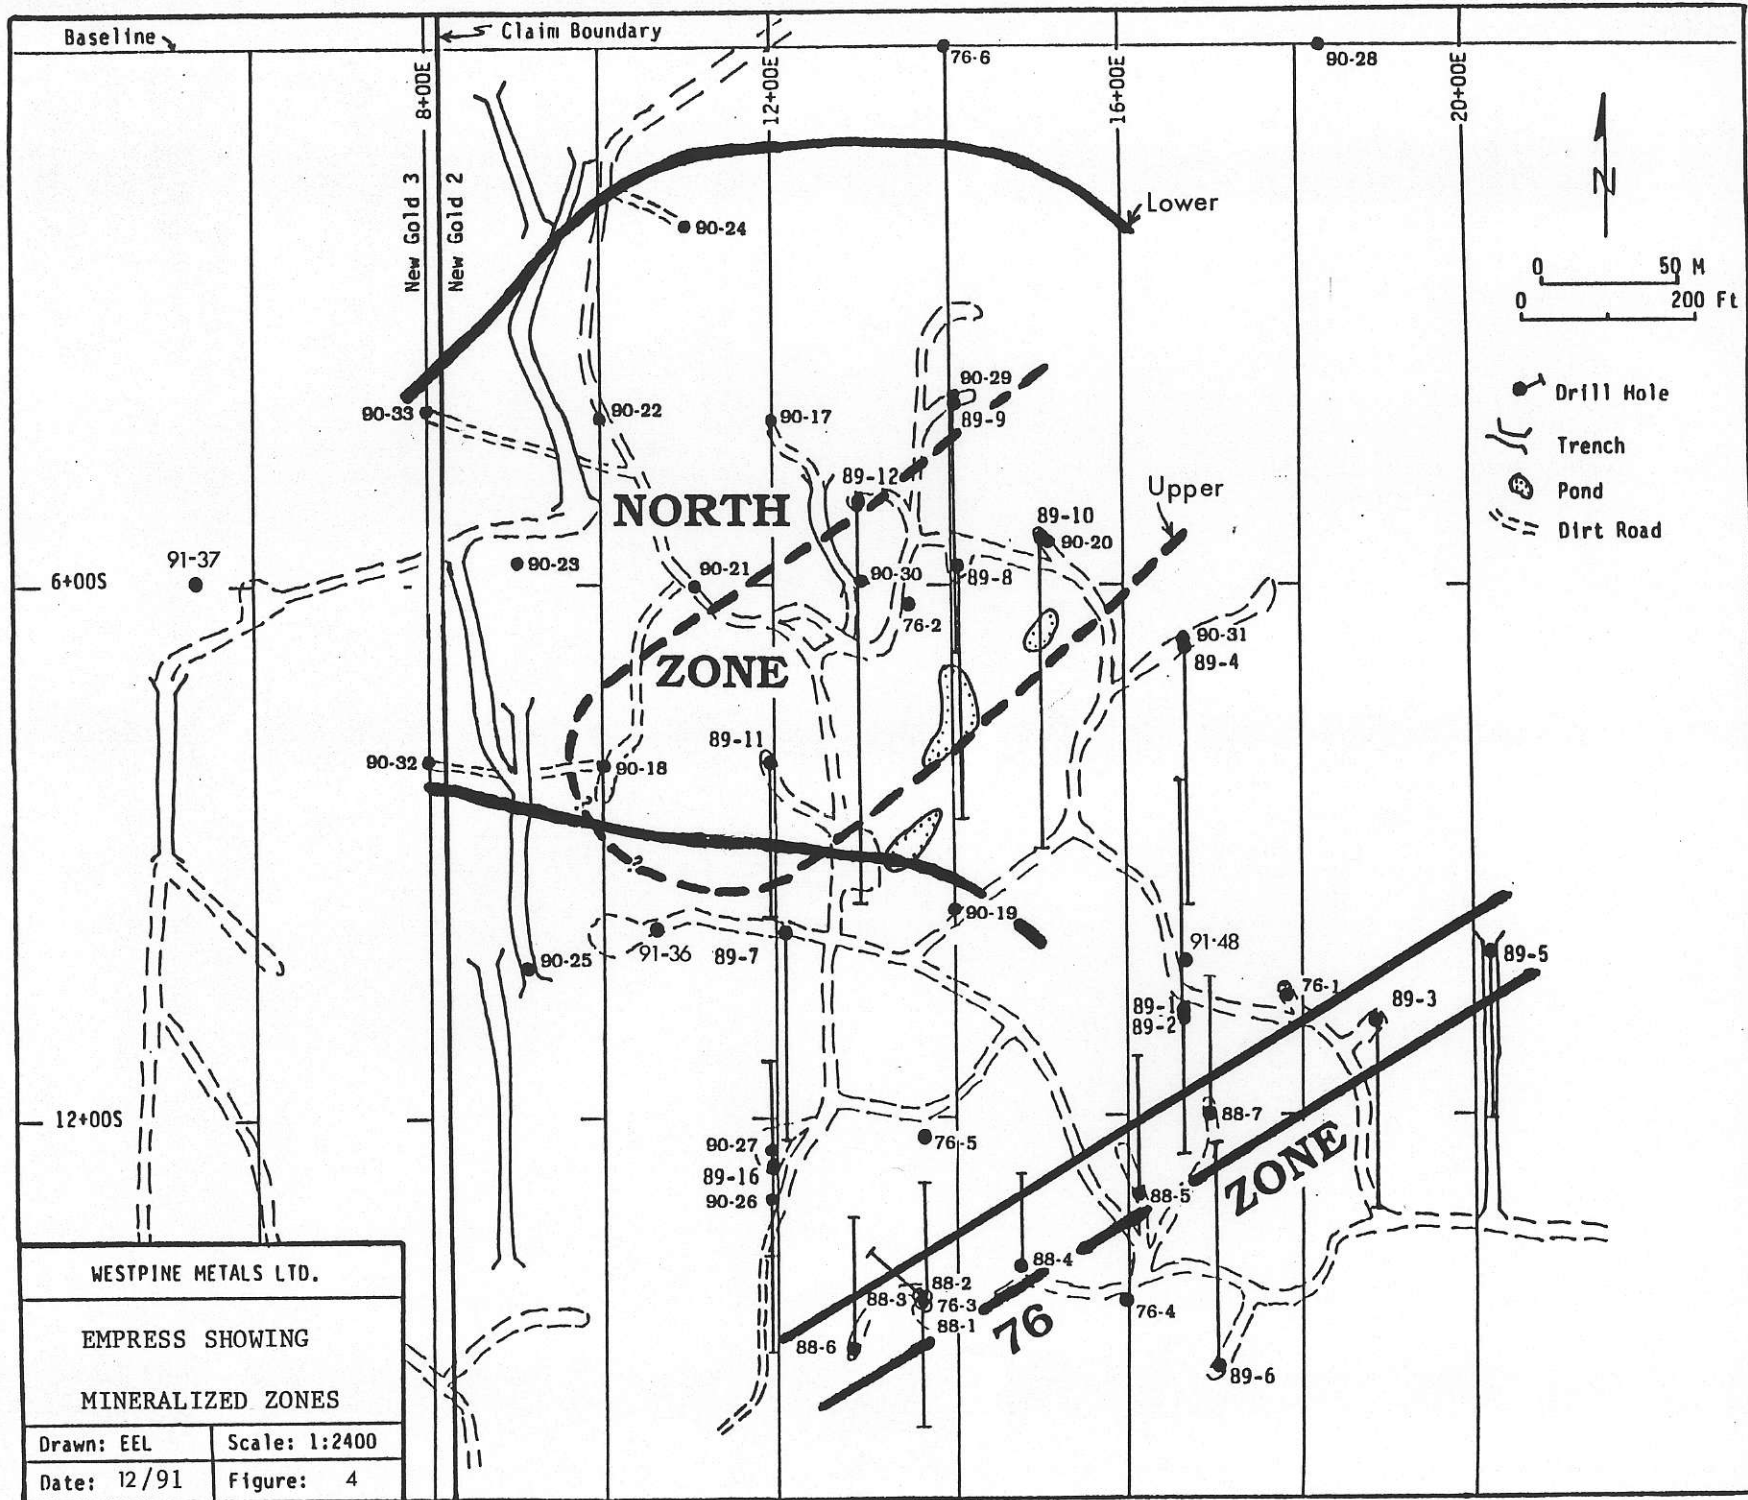 Baseline
Claim Boundary
76-6
90-28
8+00E
12+00E
16+00E
20+00E
New Gold 3
New Gold 2
Lower
N
90-24
0 50 M
0 200 Ft
90-29
90-33
90-22
90-17
89-9
Drill Hole
Trench
89-12
Upper
Pond
NORTH
89-10
Dirt Road
90-20
91-37
90-23
90-21
90-30
89-8
6+00S
76-2
90-31
89-4
ZONE
89-11
90-32
90-18
90-19
91-36
89-7
91-48
90-25
89-5
76-1
89-3
89-1
89-2
12+00S
88-7
90-27
76-5
89-16
90-26
88-5
ZONE
88-4
88-2
88-3
76-3
76-4
88-1
76
88-6
89-6
WESTPINE METALS LTD.
EMPRESS SHOWING
MINERALIZED ZONES
Drawn: EEL
Scale: 1:2400
Date: 12/91
Figure: 4